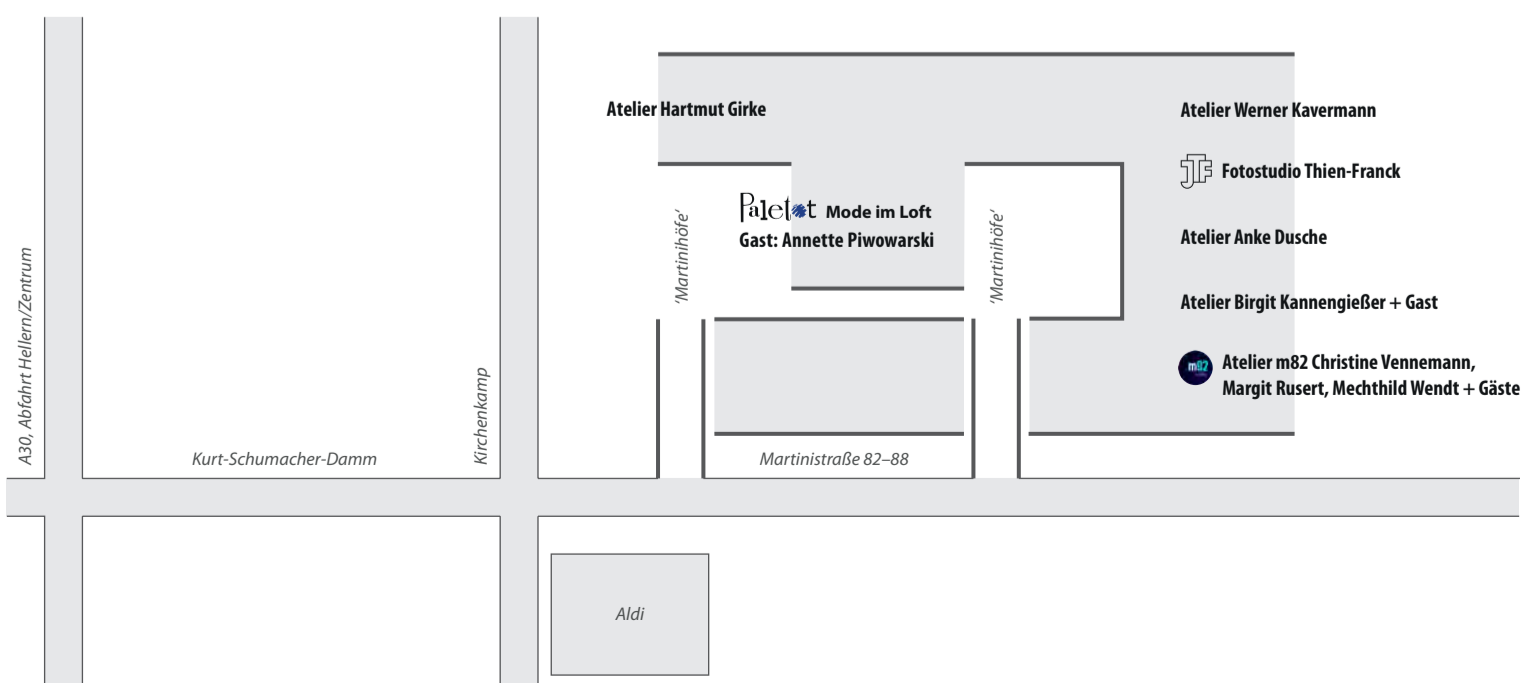 Atelier Hartmut Girke
Atelier Werner Kavermann
JTF Fotostudio Thien-Franck
Paletot Mode im Loft
Gast: Annette Piwowarski
‘Martinihöfe’
‘Martinihöfe’
Atelier Anke Dusche
Atelier Birgit Kannengießer + Gast
m82 Atelier m82 Christine Vennemann,
Margit Rusert, Mechthild Wendt + Gäste
A30, Abfahrt Hellern/Zentrum
Kurt-Schumacher-Damm
Kirchenkamp
Martinistraße 82–88
Aldi